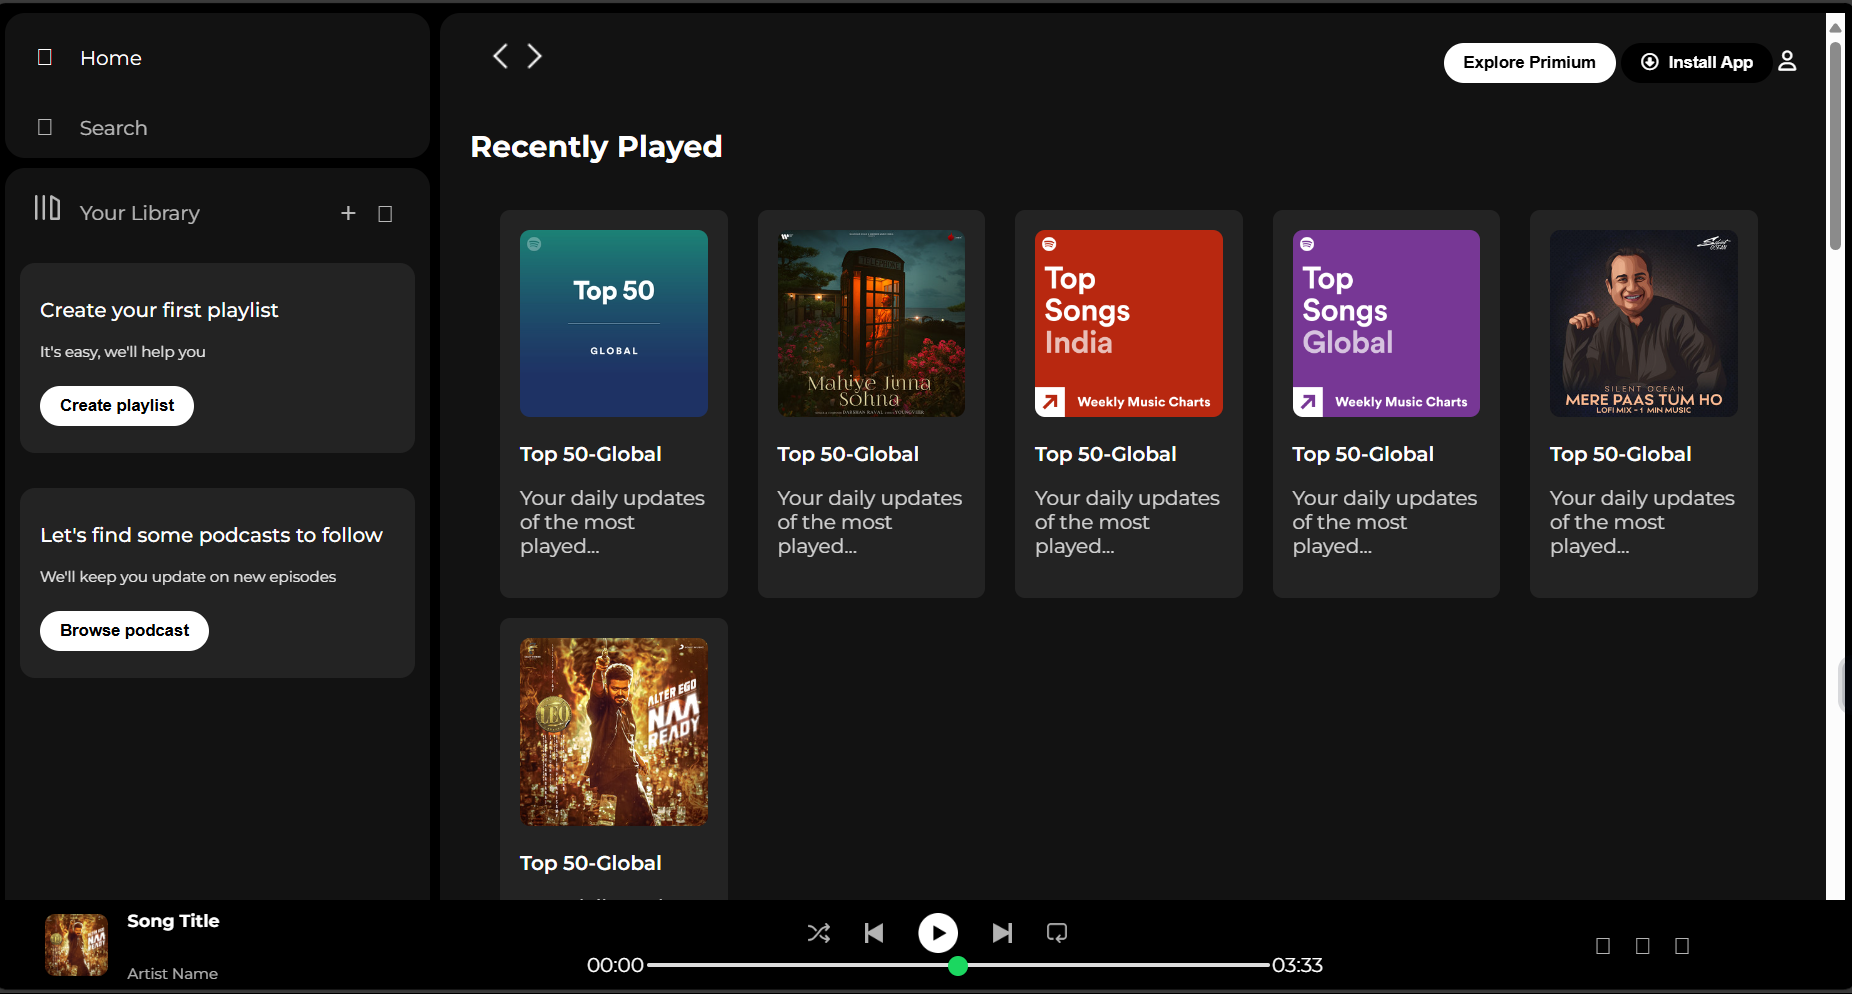 Home
Search
Your Library
+
Create your first playlist
It's easy, we'll help you
Create playlist
Let's find some podcasts to follow
We'll keep you update on new episodes
Browse podcast
Explore Primium
Install App
Recently Played
Top 50
GLOBAL
Top 50-Global
Your daily updates
of the most
played...
Mahiye Jinna
Sohna
DARSHAN RAVAL
Top 50-Global
Your daily updates
of the most
played...
Top
Songs
India
Weekly Music Charts
Top 50-Global
Your daily updates
of the most
played...
Top
Songs
Global
Weekly Music Charts
Top 50-Global
Your daily updates
of the most
played...
Silent
OCEAN
SILENT OCEAN
MERE PAAS TUM HO
LOFI MIX - 1 MIN MUSIC
Top 50-Global
Your daily updates
of the most
played...
LEO
ALTER EGO
NAA
READY
Top 50-Global
Song Title
Artist Name
00:00
03:33